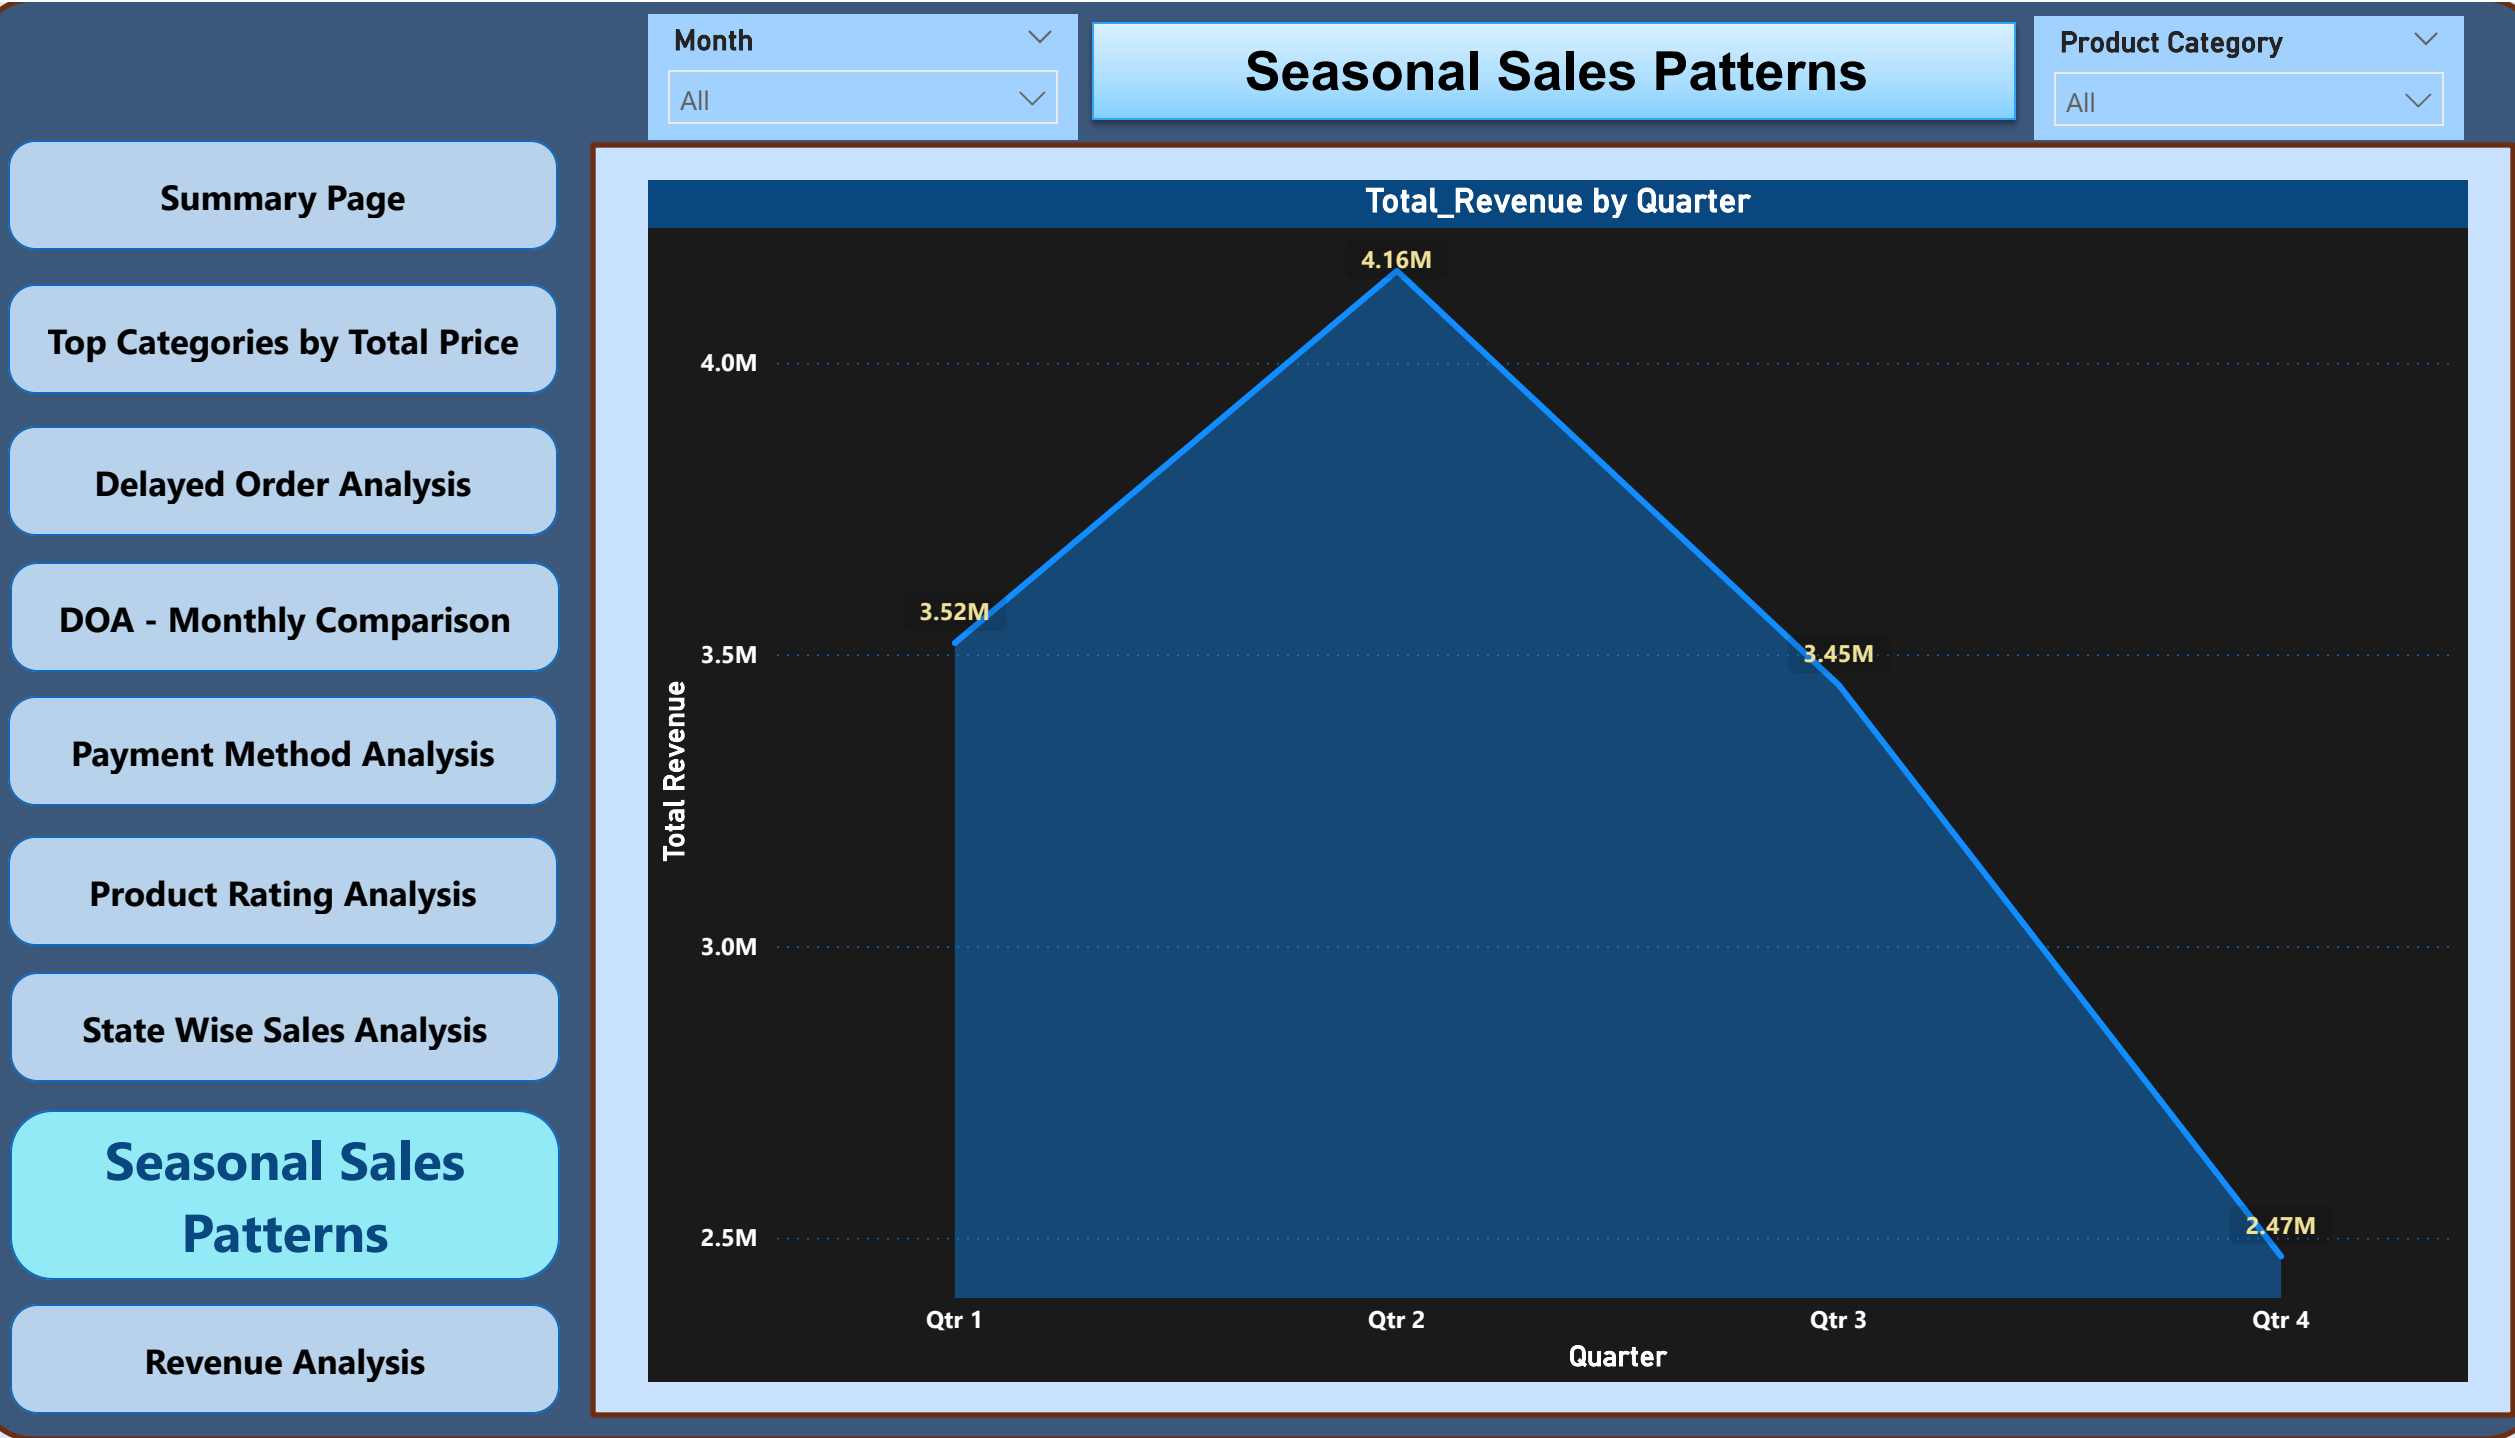 Month
All
Seasonal Sales Patterns
Product Category
All
Summary Page
Top Categories by Total Price
Delayed Order Analysis
DOA - Monthly Comparison
Payment Method Analysis
Product Rating Analysis
State Wise Sales Analysis
Seasonal Sales
Patterns
Revenue Analysis
Total_Revenue by Quarter
4.16M
4.0M
3.52M
3.5M
3.45M
Total Revenue
3.0M
2.47M
2.5M
Qtr 1
Qtr 2
Qtr 3
Qtr 4
Quarter